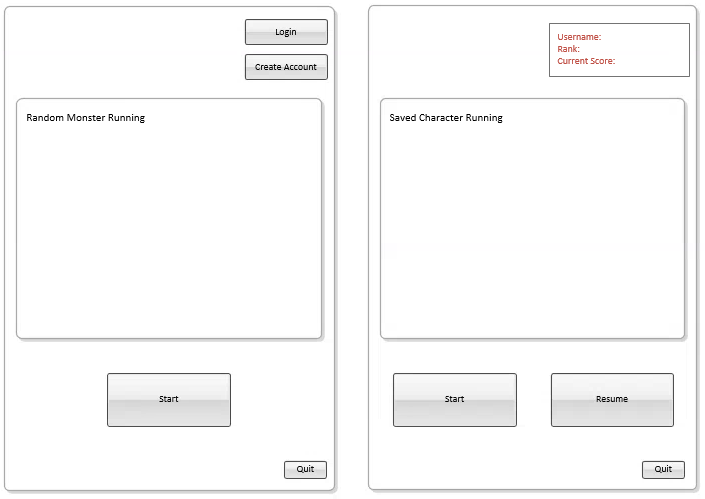 Login
Create Account
Random Monster Running
Start
Quit
Username:
Rank:
Current Score:
Saved Character Running
Start
Resume
Quit